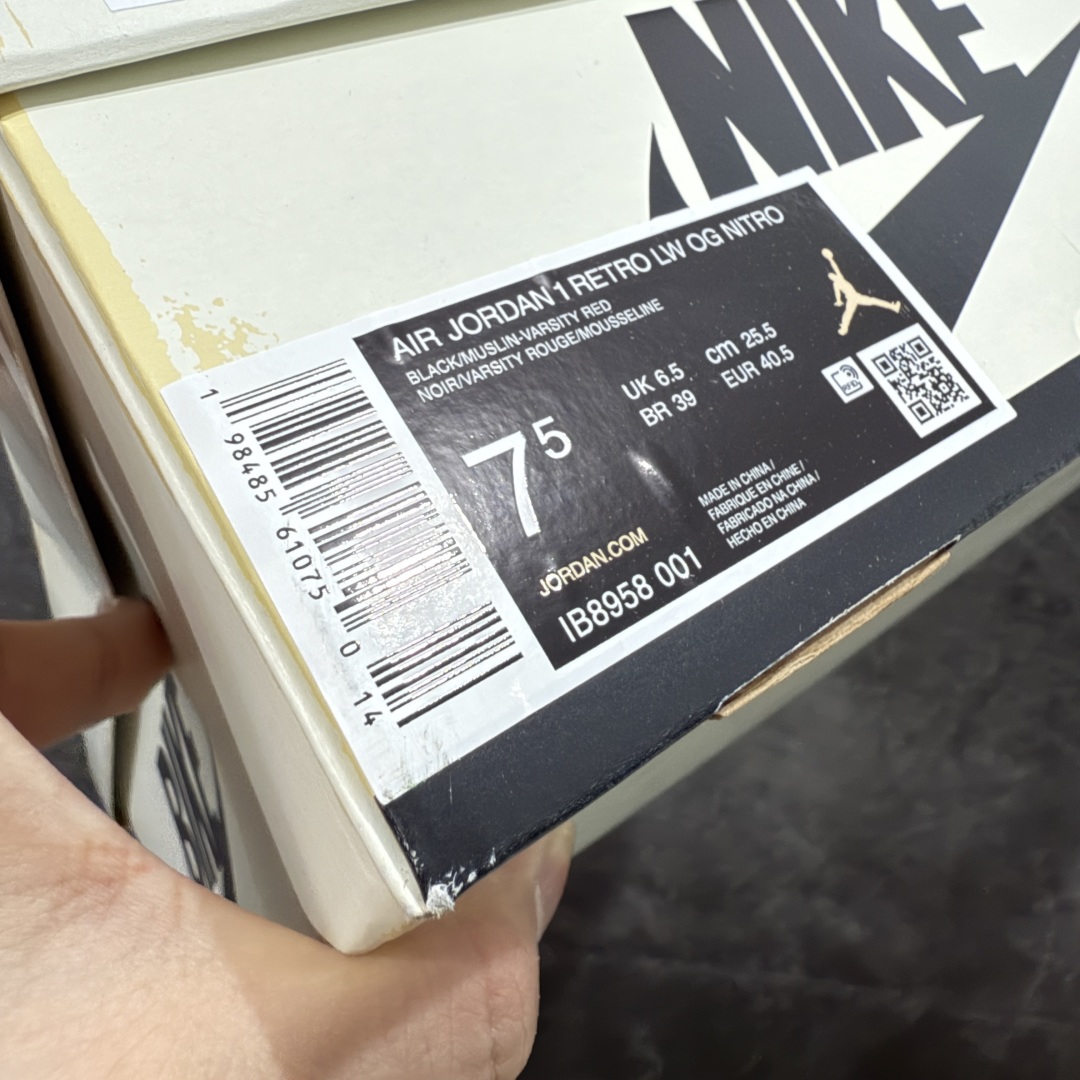 NIKE
AIR JORDAN 1 RETRO LW OG NITRO
BLACK/MUSLIN-VARSITY RED
NOIR/VARSITY ROUGE/MOUSSELINE
7 5
UK 6.5
cm 25.5
BR 39
EUR 40.5
RFID
MADE IN CHINA /
FABRIQUE EN CHINE /
FABRICADO NA CHINA /
HECHO EN CHINA
JORDAN.COM
IB8958 001
1 98485 61075 0 14